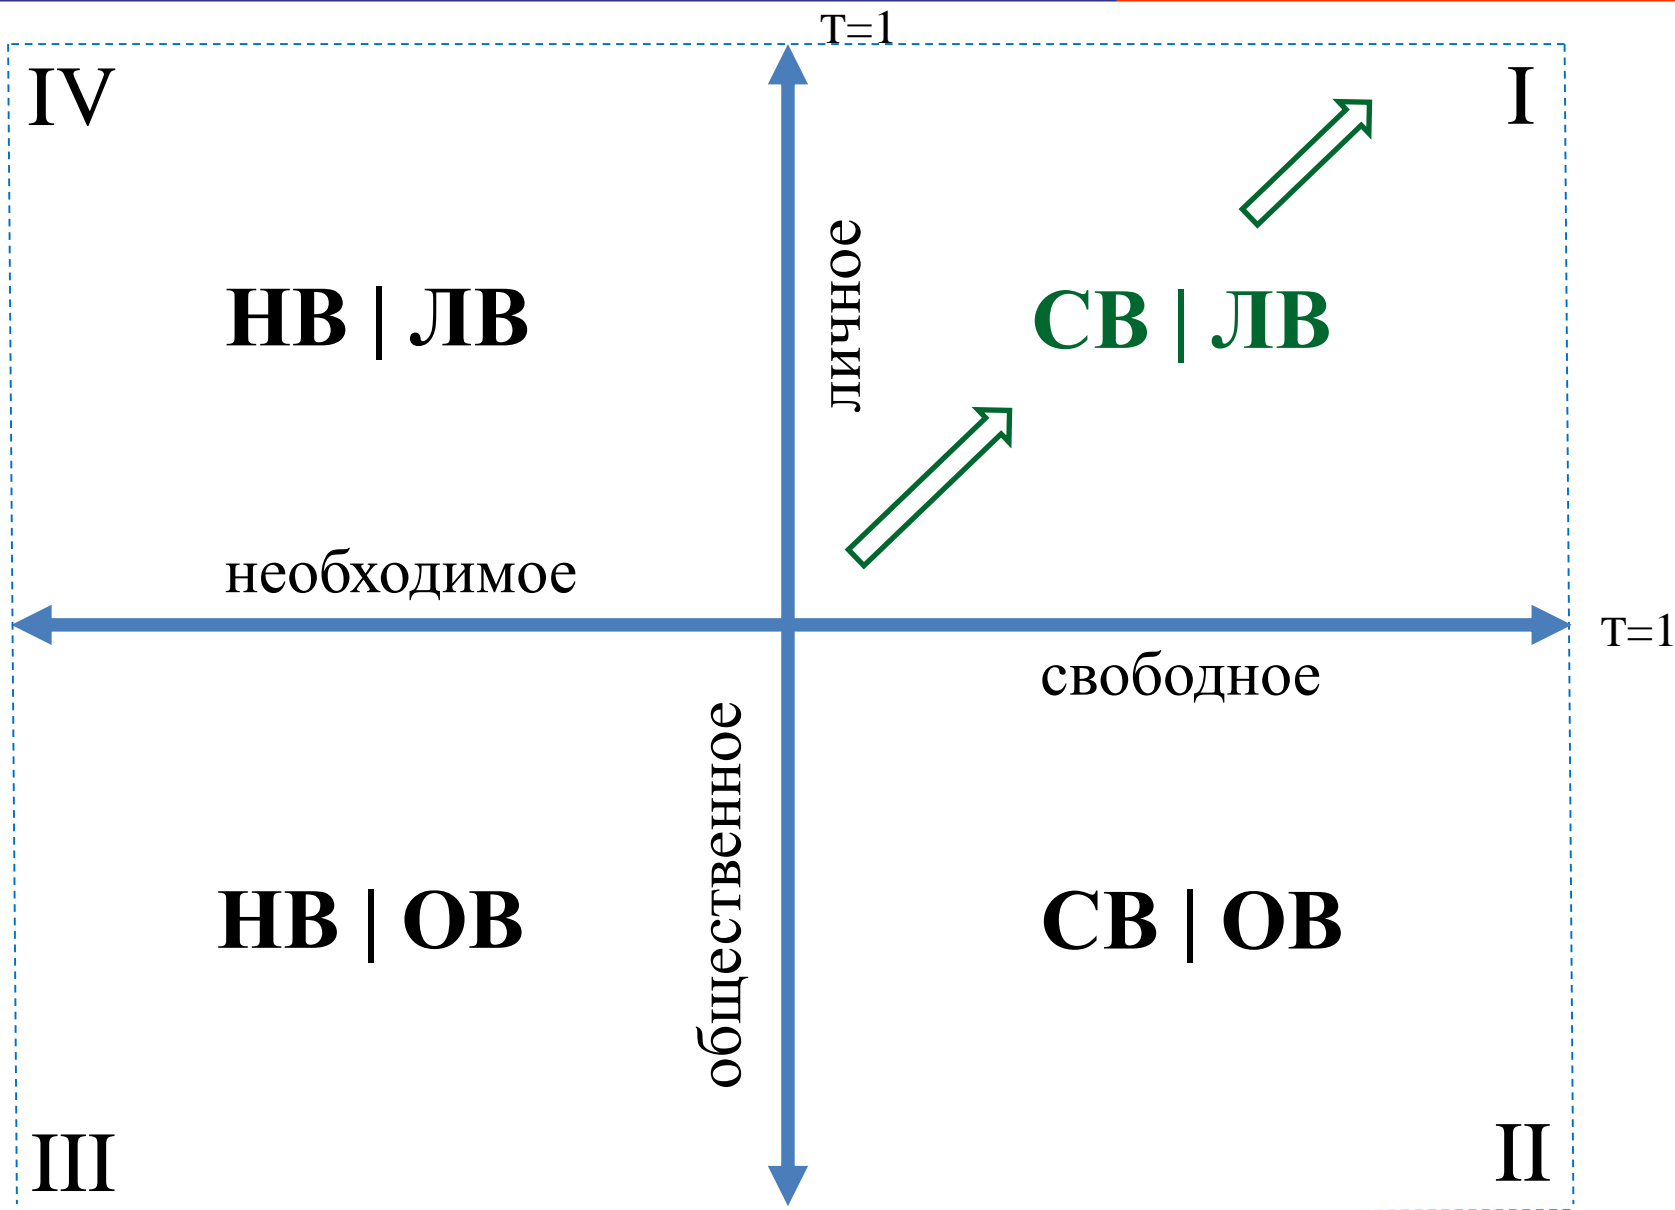 T=1
IV
I
личное
НВ | ЛВ
СВ | ЛВ
необходимое
T=1
свободное
общественное
НВ | ОВ
СВ | ОВ
III
II